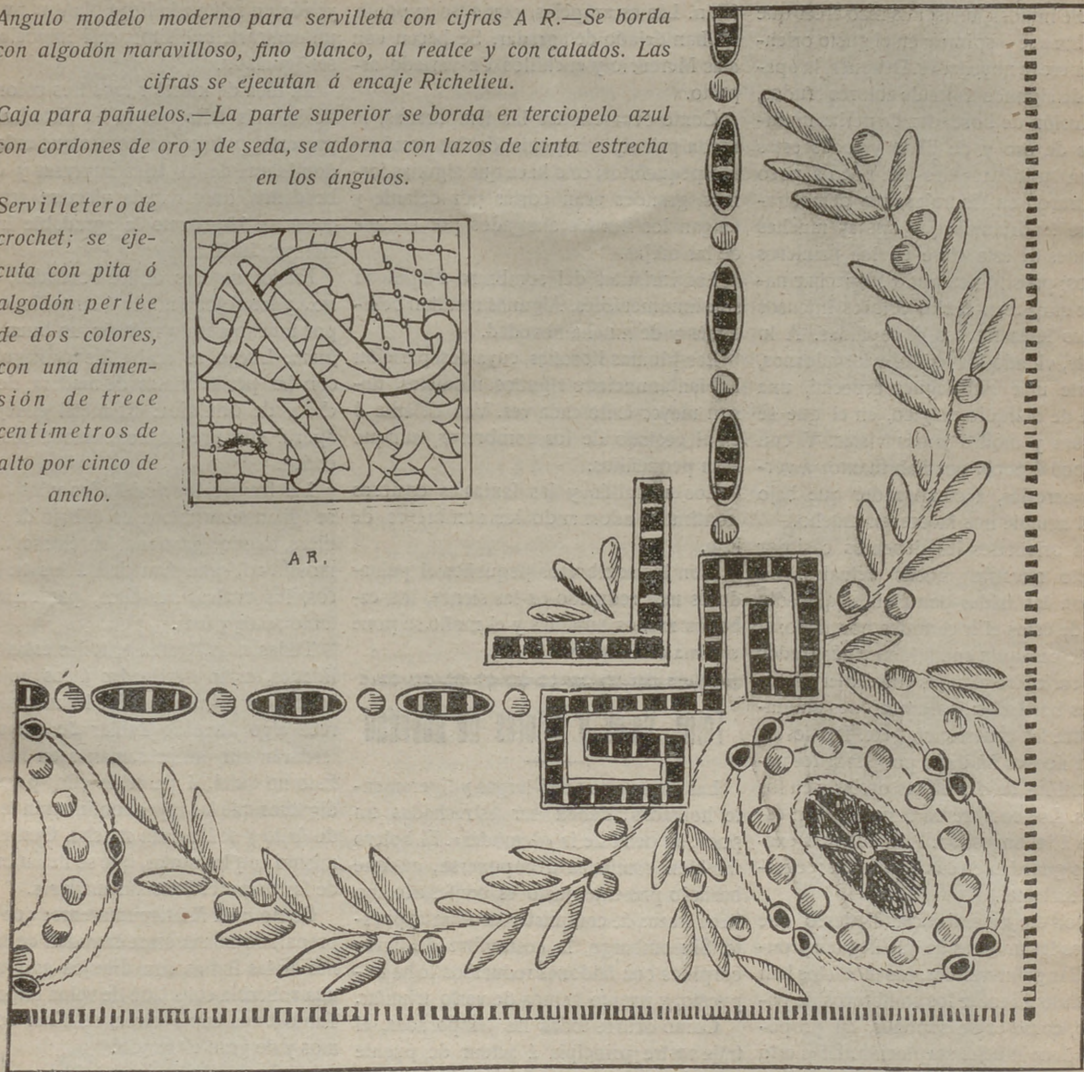 Angulo modelo moderno para servilleta con cifras A R.—Se borda
con algodón maravilloso, fino blanco, al realce y con calados. Las
cifras se ejecutan á encaje Richelieu.
Caja para pañuelos.—La parte superior se borda en terciopelo azul
con cordones de oro y de seda, se adorna con lazos de cinta estrecha
en los ángulos.
Servilletero de
crochet; se eje-
cuta con pita ó
algodón perlée
de dos colores,
con una dimen-
sión de trece
centímetros de
alto por cinco de
ancho.
A R.